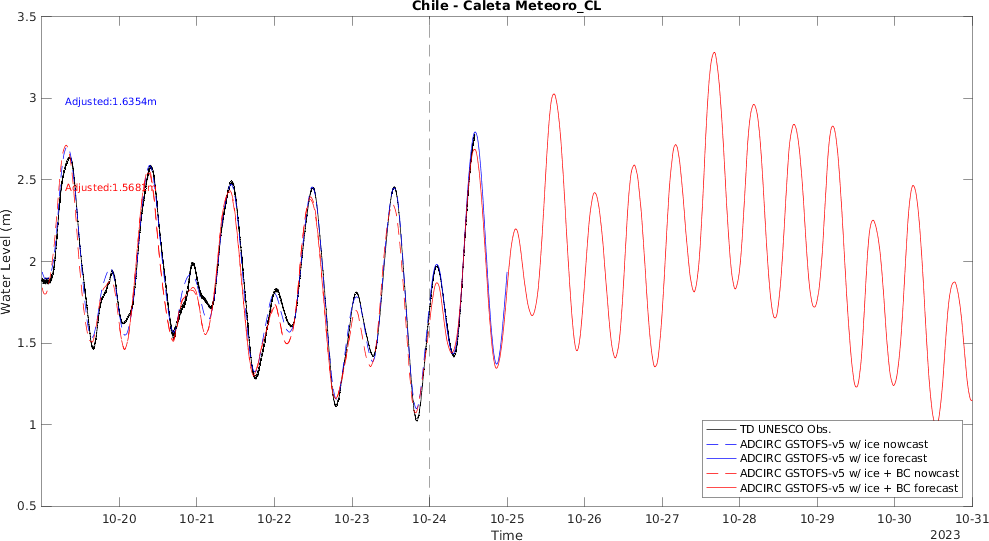 Chile - Caleta Meteoro_CL
3.5
3
2.5
2
1.5
1
0.5
Water Level (m)
Adjusted:1.6354m
TD UNESCO Obs.
ADCIRC GSTOFS-v5 w/ ice nowcast
ADCIRC GSTOFS-v5 w/ ice forecast
ADCIRC GSTOFS-v5 w/ ice + BC nowcast
ADCIRC GSTOFS-v5 w/ ice + BC forecast
10-20 10-21 10-22 10-23 10-24 10-25 10-26 10-27 10-28 10-29 10-30 10-31
Time
2023